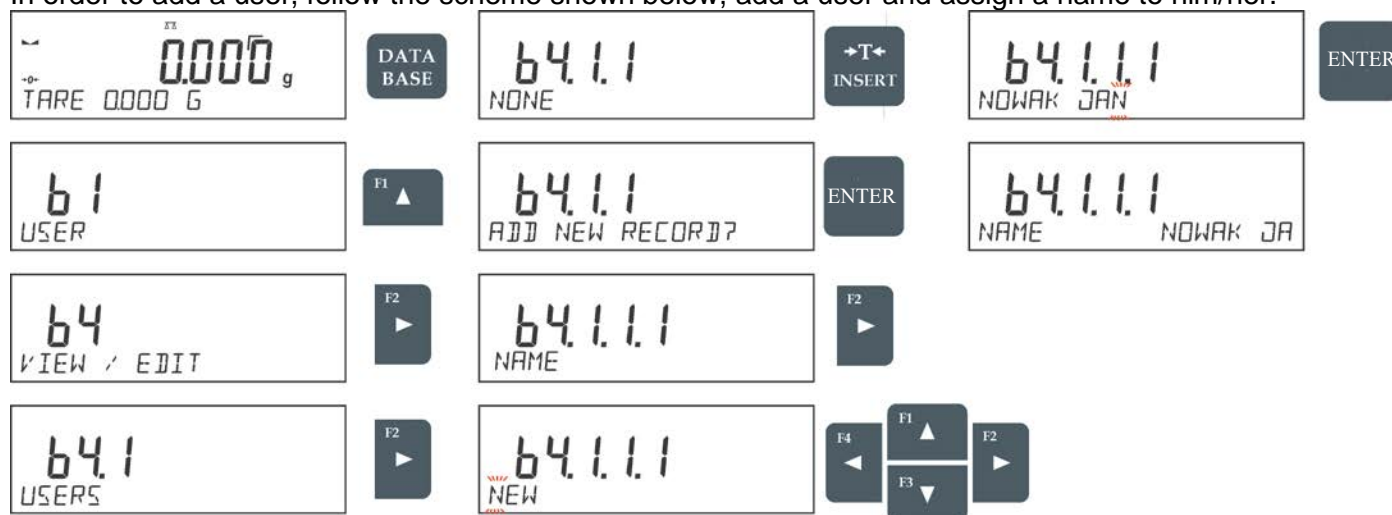 In order to add a user, follow the scheme shown below, add a user and assign a name to him/her:
0.000 g
→0←
TARE 0.000 G
DATA
BASE
b1
USER
F1
b4
VIEW / EDIT
F2
b4.1
USERS
F2
b4.1.1
NONE
→T←
INSERT
b4.1.1
ADD NEW RECORD?
ENTER
b4.1.1.1
NAME
F2
b4.1.1.1
NEW
F4
F1
F3
F2
b4.1.1.1
NOWAK JAN
ENTER
b4.1.1.1
NAME NOWAK JA